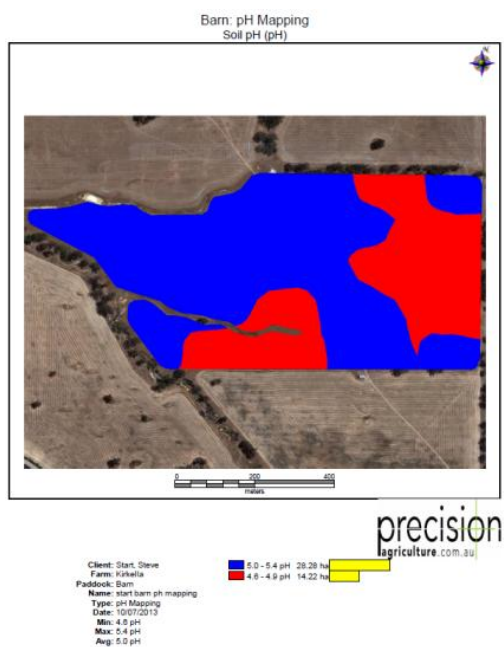 Barn: pH Mapping
Soil pH (pH)
N
0 200 400
meters
precision
agriculture.com.au
Client: Start, Steve
Farm: Kirkella
Paddock: Barn
Name: start barn ph mapping
Type: pH Mapping
Date: 10/07/2013
Min: 4.6 pH
Max: 5.4 pH
Avg: 5.0 pH
5.0 - 5.4 pH 28.28 ha
4.6 - 4.9 pH 14.22 ha